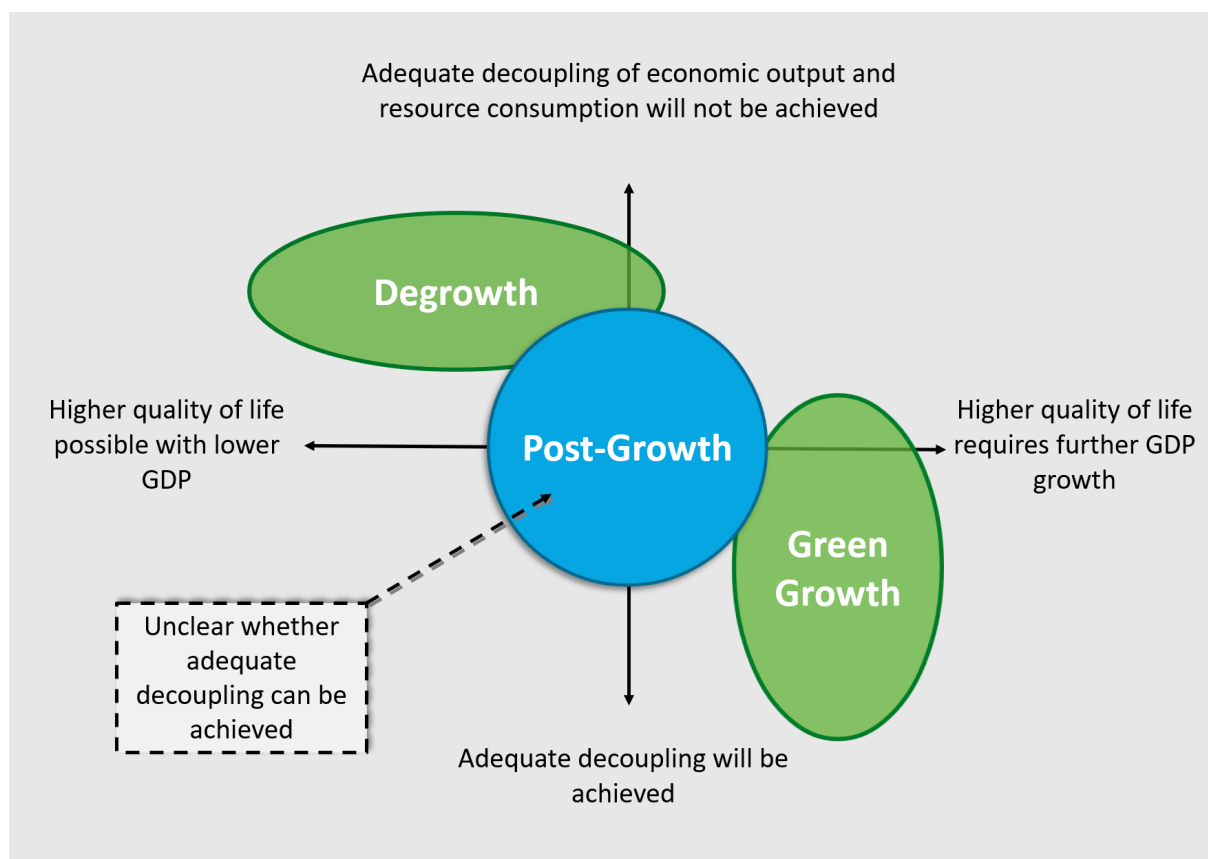 Adequate decoupling of economic output and
resource consumption will not be achieved
Degrowth
Higher quality of life
possible with lower
GDP
Post-Growth
Higher quality of life
requires further GDP
growth
Green
Growth
Unclear whether
adequate
decoupling can be
achieved
Adequate decoupling will be
achieved